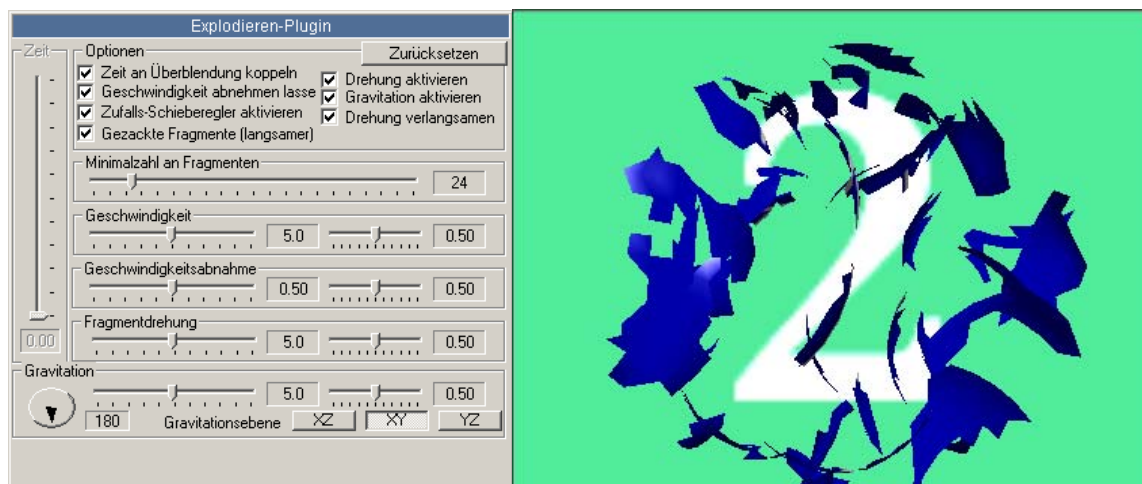 Explodieren-Plugin
Zeit
Optionen
Zurücksetzen
Zeit an Überblendung koppeln
Geschwindigkeit abnehmen lasse
Zufalls-Schieberegler aktivieren
Gezackte Fragmente (langsamer)
Drehung aktivieren
Gravitation aktivieren
Drehung verlangsamen
Minimalzahl an Fragmenten
24
Geschwindigkeit
5.0 0.50
Geschwindigkeitsabnahme
0.50 0.50
Fragmentdrehung
0.00 5.0 0.50
Gravitation
5.0 0.50
180 Gravitationsebene XZ XY YZ
2